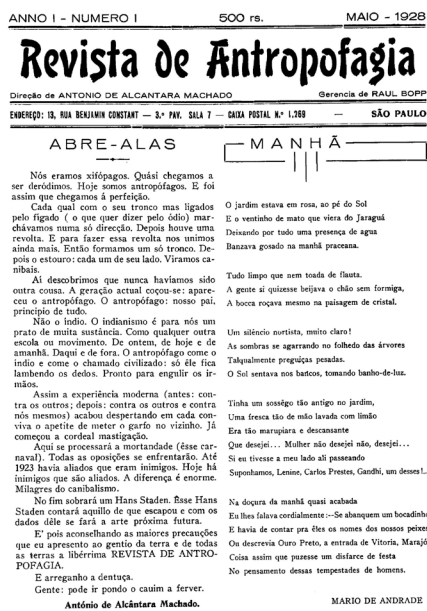 ANNO I - NUMERO I 500 rs. MAIO - 1928
Revista de Antropofagia
Direção de ANTONIO DE ALCANTARA MACHADO Gerencia de RAUL BOPP
ENDEREÇO: 13, RUA BENJAMIN CONSTANT — 3.º PAV. SALA 7 — CAIXA POSTAL N.º 1.269 — SÃO PAULO
ABRE-ALAS
Nós eramos xifópagos. Quási chegamos a
ser deródimos. Hoje somos antropófagos. E foi
assim que chegamos á perfeição.
Cada qual com o seu tronco mas ligados
pelo figado ( o que quer dizer pelo ódio) mar-
chávamos numa só direcção. Depois houve uma
revolta. E para fazer essa revolta nos unimos
ainda mais. Então formamos um só tronco. De-
pois o estouro: cada um de seu lado. Viramos ca-
nibais.
Aí descobrimos que nunca haviamos sido
outra cousa. A geração actual coçou-se: apare-
ceu o antropófago. O antropófago: nosso pai,
principio de tudo.
Não o indio. O indianismo é para nós um
prato de muita sustância. Como qualquer outra
escola ou movimento. De ontem, de hoje e de
amanhã. Daqui e de fora. O antropófago come o
indio e come o chamado civilizado: só êle fica
lambendo os dedos. Pronto para engulir os ir-
mãos.
Assim a experiência moderna (antes: con-
tra os outros; depois: contra os outros e contra
nós mesmos) acabou despertando em cada con-
viva o apetite de meter o garfo no vizinho. Já
começou a cordeal mastigação.
Aqui se processará a mortandade (êsse car-
naval). Todas as oposições se enfrentarão. Até
1923 havia aliados que eram inimigos. Hoje há
inimigos que são aliados. A diferença é enorme.
Milagres do canibalismo.
No fim sobrará um Hans Staden. Êsse Hans
Staden contará aquillo de que escapou e com os
dados dêle se fará a arte próxima futura.
E' pois aconselhando as maiores precauções
que eu apresento ao gentio da terra e de todas
as terras a libérrima REVISTA DE ANTRO-
POFAGIA.
E arreganho a dentuça.
Gente: pode ir pondo o cauim a ferver.
António de Alcântara Machado.
MANHÃ
O jardim estava em rosa, ao pé do Sol
E o ventinho de mato que viera do Jaraguá
Deixando por tudo uma presença de agua
Banzava gosado na manhã praceana.
Tudo limpo que nem toada de flauta.
A gente si quizesse beijava o chão sem formiga,
A bocca roçava mesmo na paisagem de cristal.
Um silêncio nortista, muito claro!
As sombras se agarrando no folhedo das árvores
Talqualmente preguiças pesadas.
O Sol sentava nos bancos, tomando banho-de-luz.
Tinha um sossêgo tão antigo no jardim,
Uma fresca tão de mão lavada com limão
Era tão marupiara e descansante
Que desejei... Mulher não desejei não, desejei...
Si eu tivesse a meu lado ali passeando
Suponhamos, Lenine, Carlos Prestes, Gandhi, um desses!..
Na doçura da manhã quasi acabada
Eu lhes falava cordialmente:--Se abanquem um bocadinho
E havia de contar pra êles os nomes dos nossos peixes
Ou descrevia Ouro Preto, a entrada de Vitoria, Marajó
Coisa assim que puzesse um disfarce de festa
No pensamento dessas tempestades de homens.
MARIO DE ANDRADE